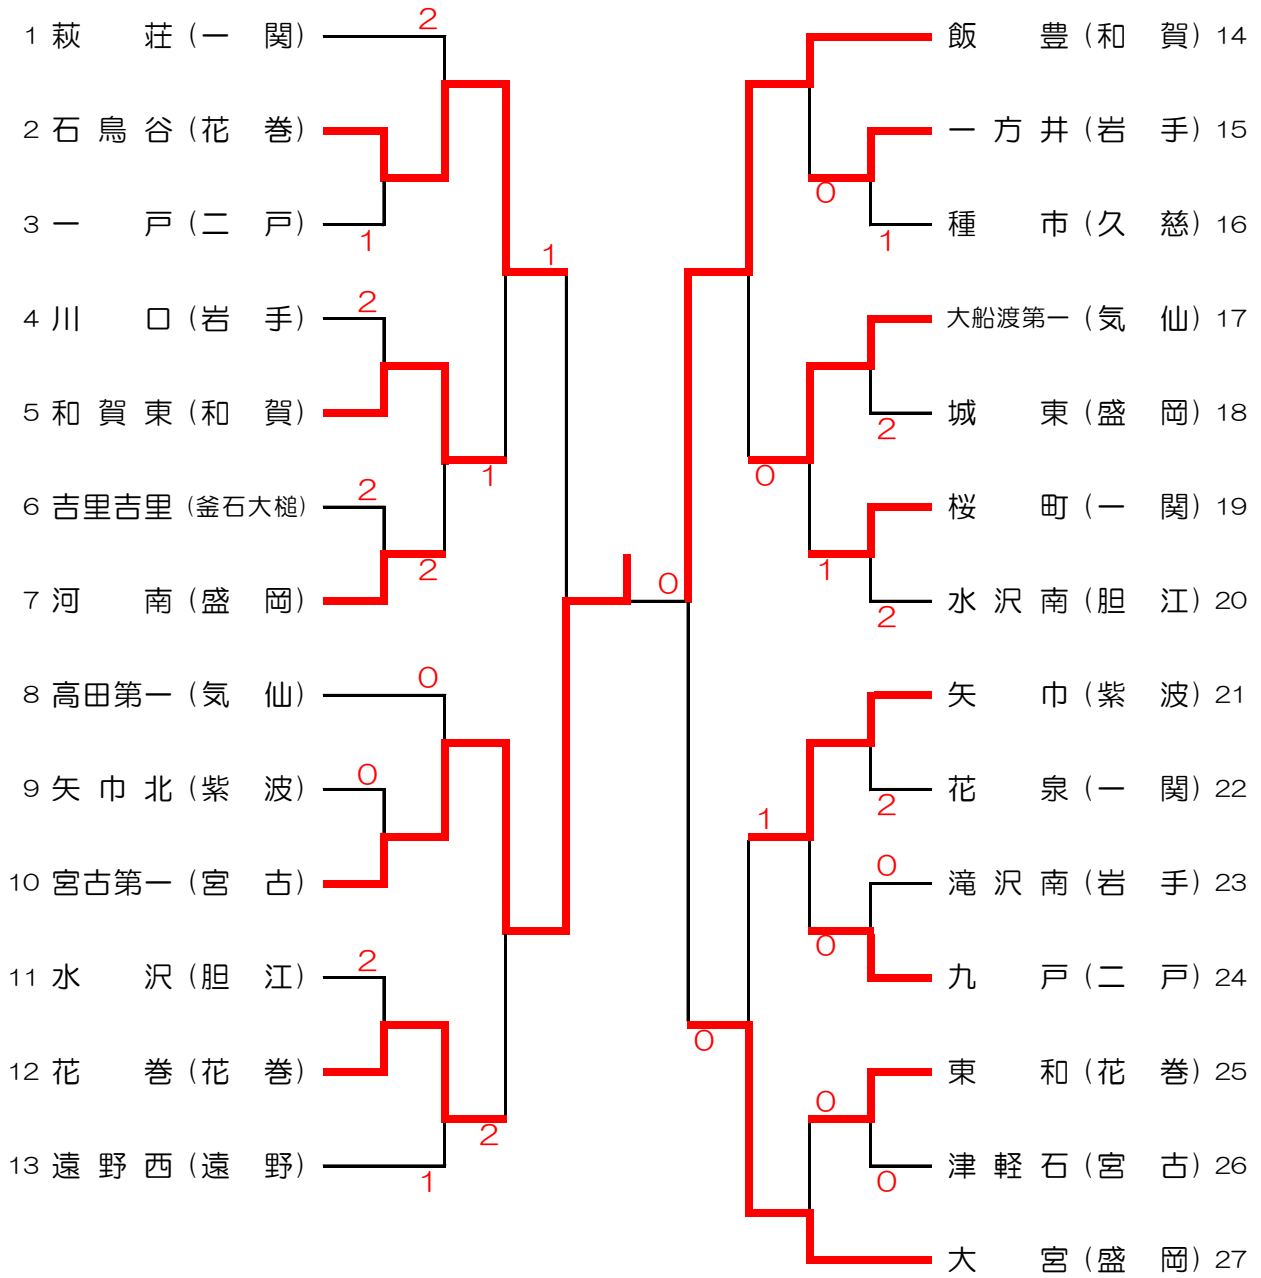 2
1 萩荘(一関)
2 石鳥谷(花巻)
3 一戸(二戸)
1
1
2
4 川口(岩手)
5 和賀東(和賀)
1
2
6 吉里吉里(釜石大槌)
2
7 河南(盛岡)
0
8 高田第一(気仙)
0
9 矢巾北(紫波)
10 宮古第一(宮古)
2
11 水沢(胆江)
12 花巻(花巻)
2
13 遠野西(遠野)
1
飯豊(和賀) 14
一方井(岩手) 15
0
種市(久慈) 16
1
大船渡第一(気仙) 17
城東(盛岡) 18
2
0
桜町(一関) 19
1
0
水沢南(胆江) 20
2
矢巾(紫波) 21
花泉(一関) 22
2
1
0
滝沢南(岩手) 23
0
九戸(二戸) 24
0
東和(花巻) 25
0
津軽石(宮古) 26
0
大宮(盛岡) 27